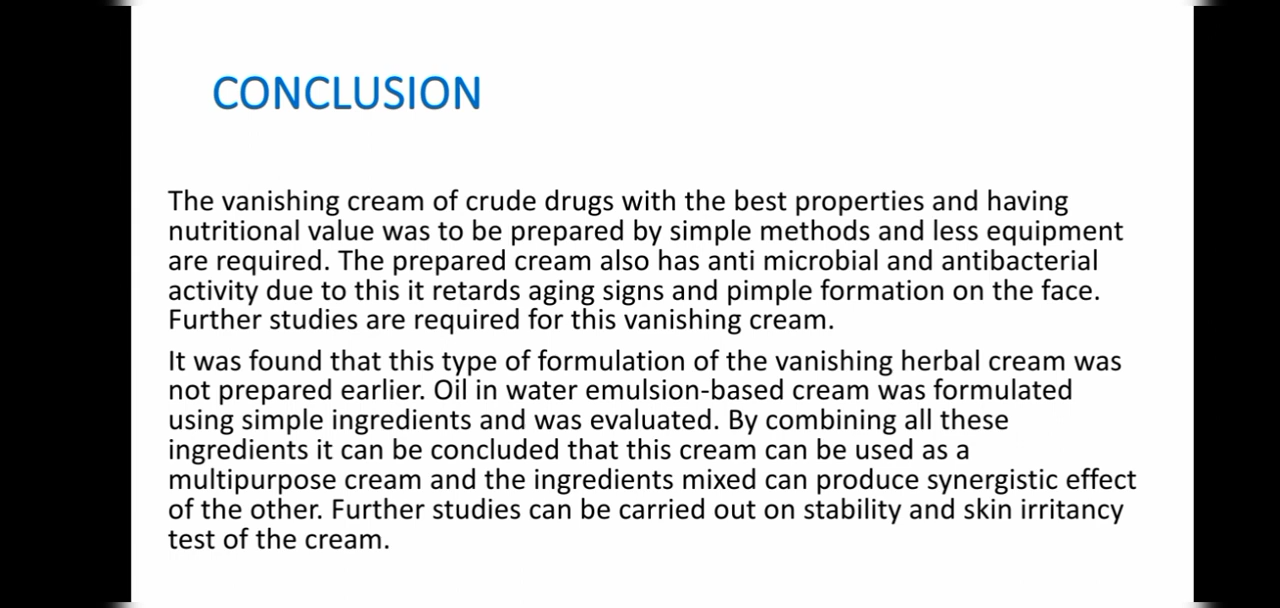 CONCLUSION
The vanishing cream of crude drugs with the best properties and having
nutritional value was to be prepared by simple methods and less equipment
are required. The prepared cream also has anti microbial and antibacterial
activity due to this it retards aging signs and pimple formation on the face.
Further studies are required for this vanishing cream.
It was found that this type of formulation of the vanishing herbal cream was
not prepared earlier. Oil in water emulsion-based cream was formulated
using simple ingredients and was evaluated. By combining all these
ingredients it can be concluded that this cream can be used as a
multipurpose cream and the ingredients mixed can produce synergistic effect
of the other. Further studies can be carried out on stability and skin irritancy
test of the cream.